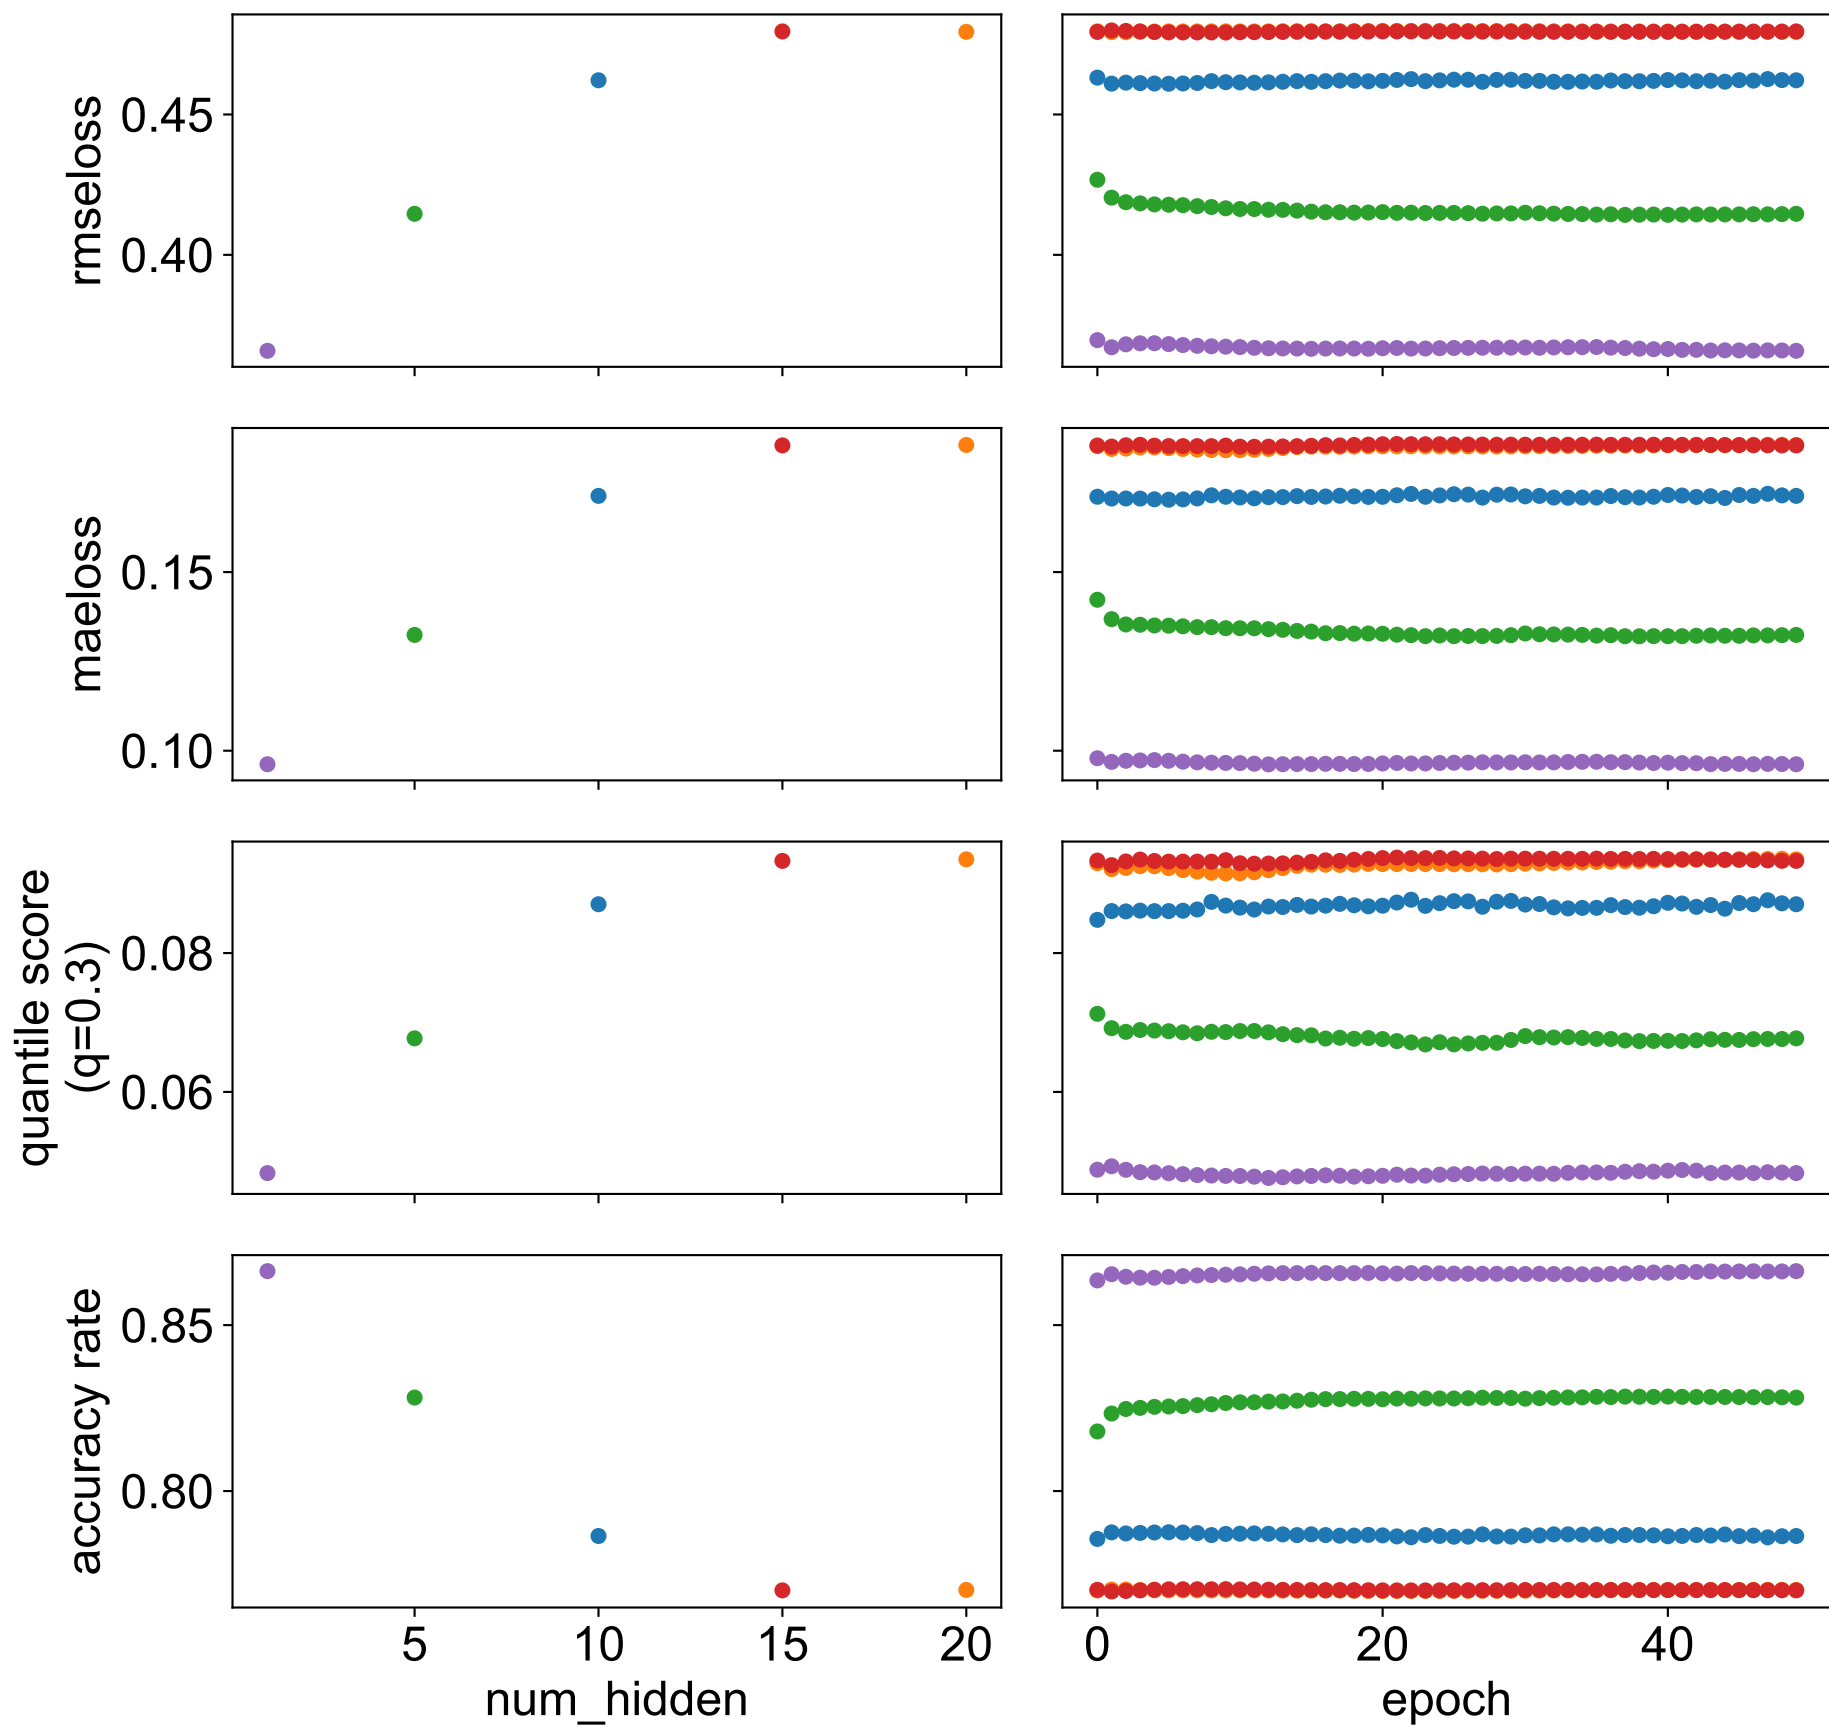 rmseloss
0.45
0.40
maeloss
0.15
0.10
quantile score
(q=0.3)
0.08
0.06
accuracy rate
0.85
0.80
5 10 15 20
num_hidden
0 20 40
epoch